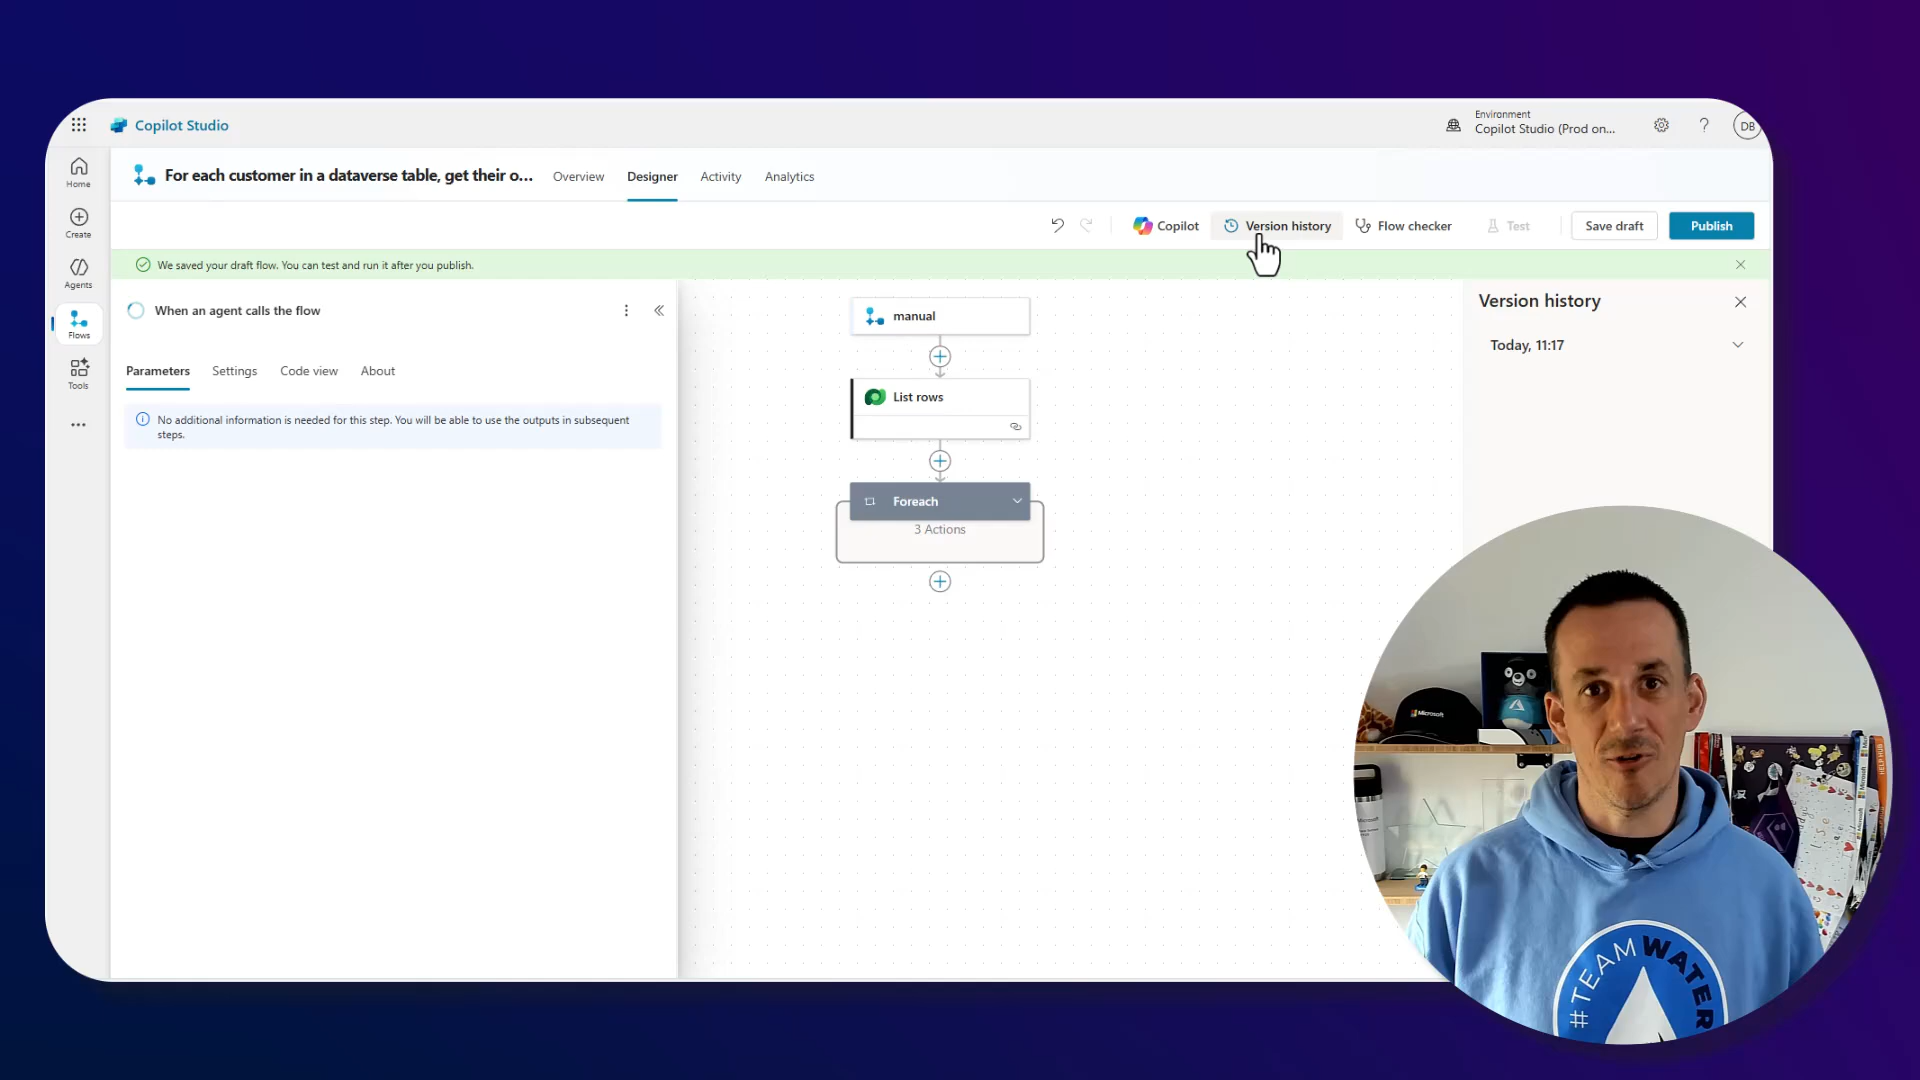 Copilot Studio
Environment
Copilot Studio (Prod on...
DB
Home
Create
Agents
Flows
Tools
For each customer in a dataverse table, get their o...
Overview
Designer
Activity
Analytics
Copilot
Version history
Flow checker
Test
Save draft
Publish
We saved your draft flow. You can test and run it after you publish.
When an agent calls the flow
Parameters
Settings
Code view
About
No additional information is needed for this step. You will be able to use the outputs in subsequent
steps.
manual
List rows
Foreach
3 Actions
Version history
Today, 11:17
Microsoft
#TEAMWATER